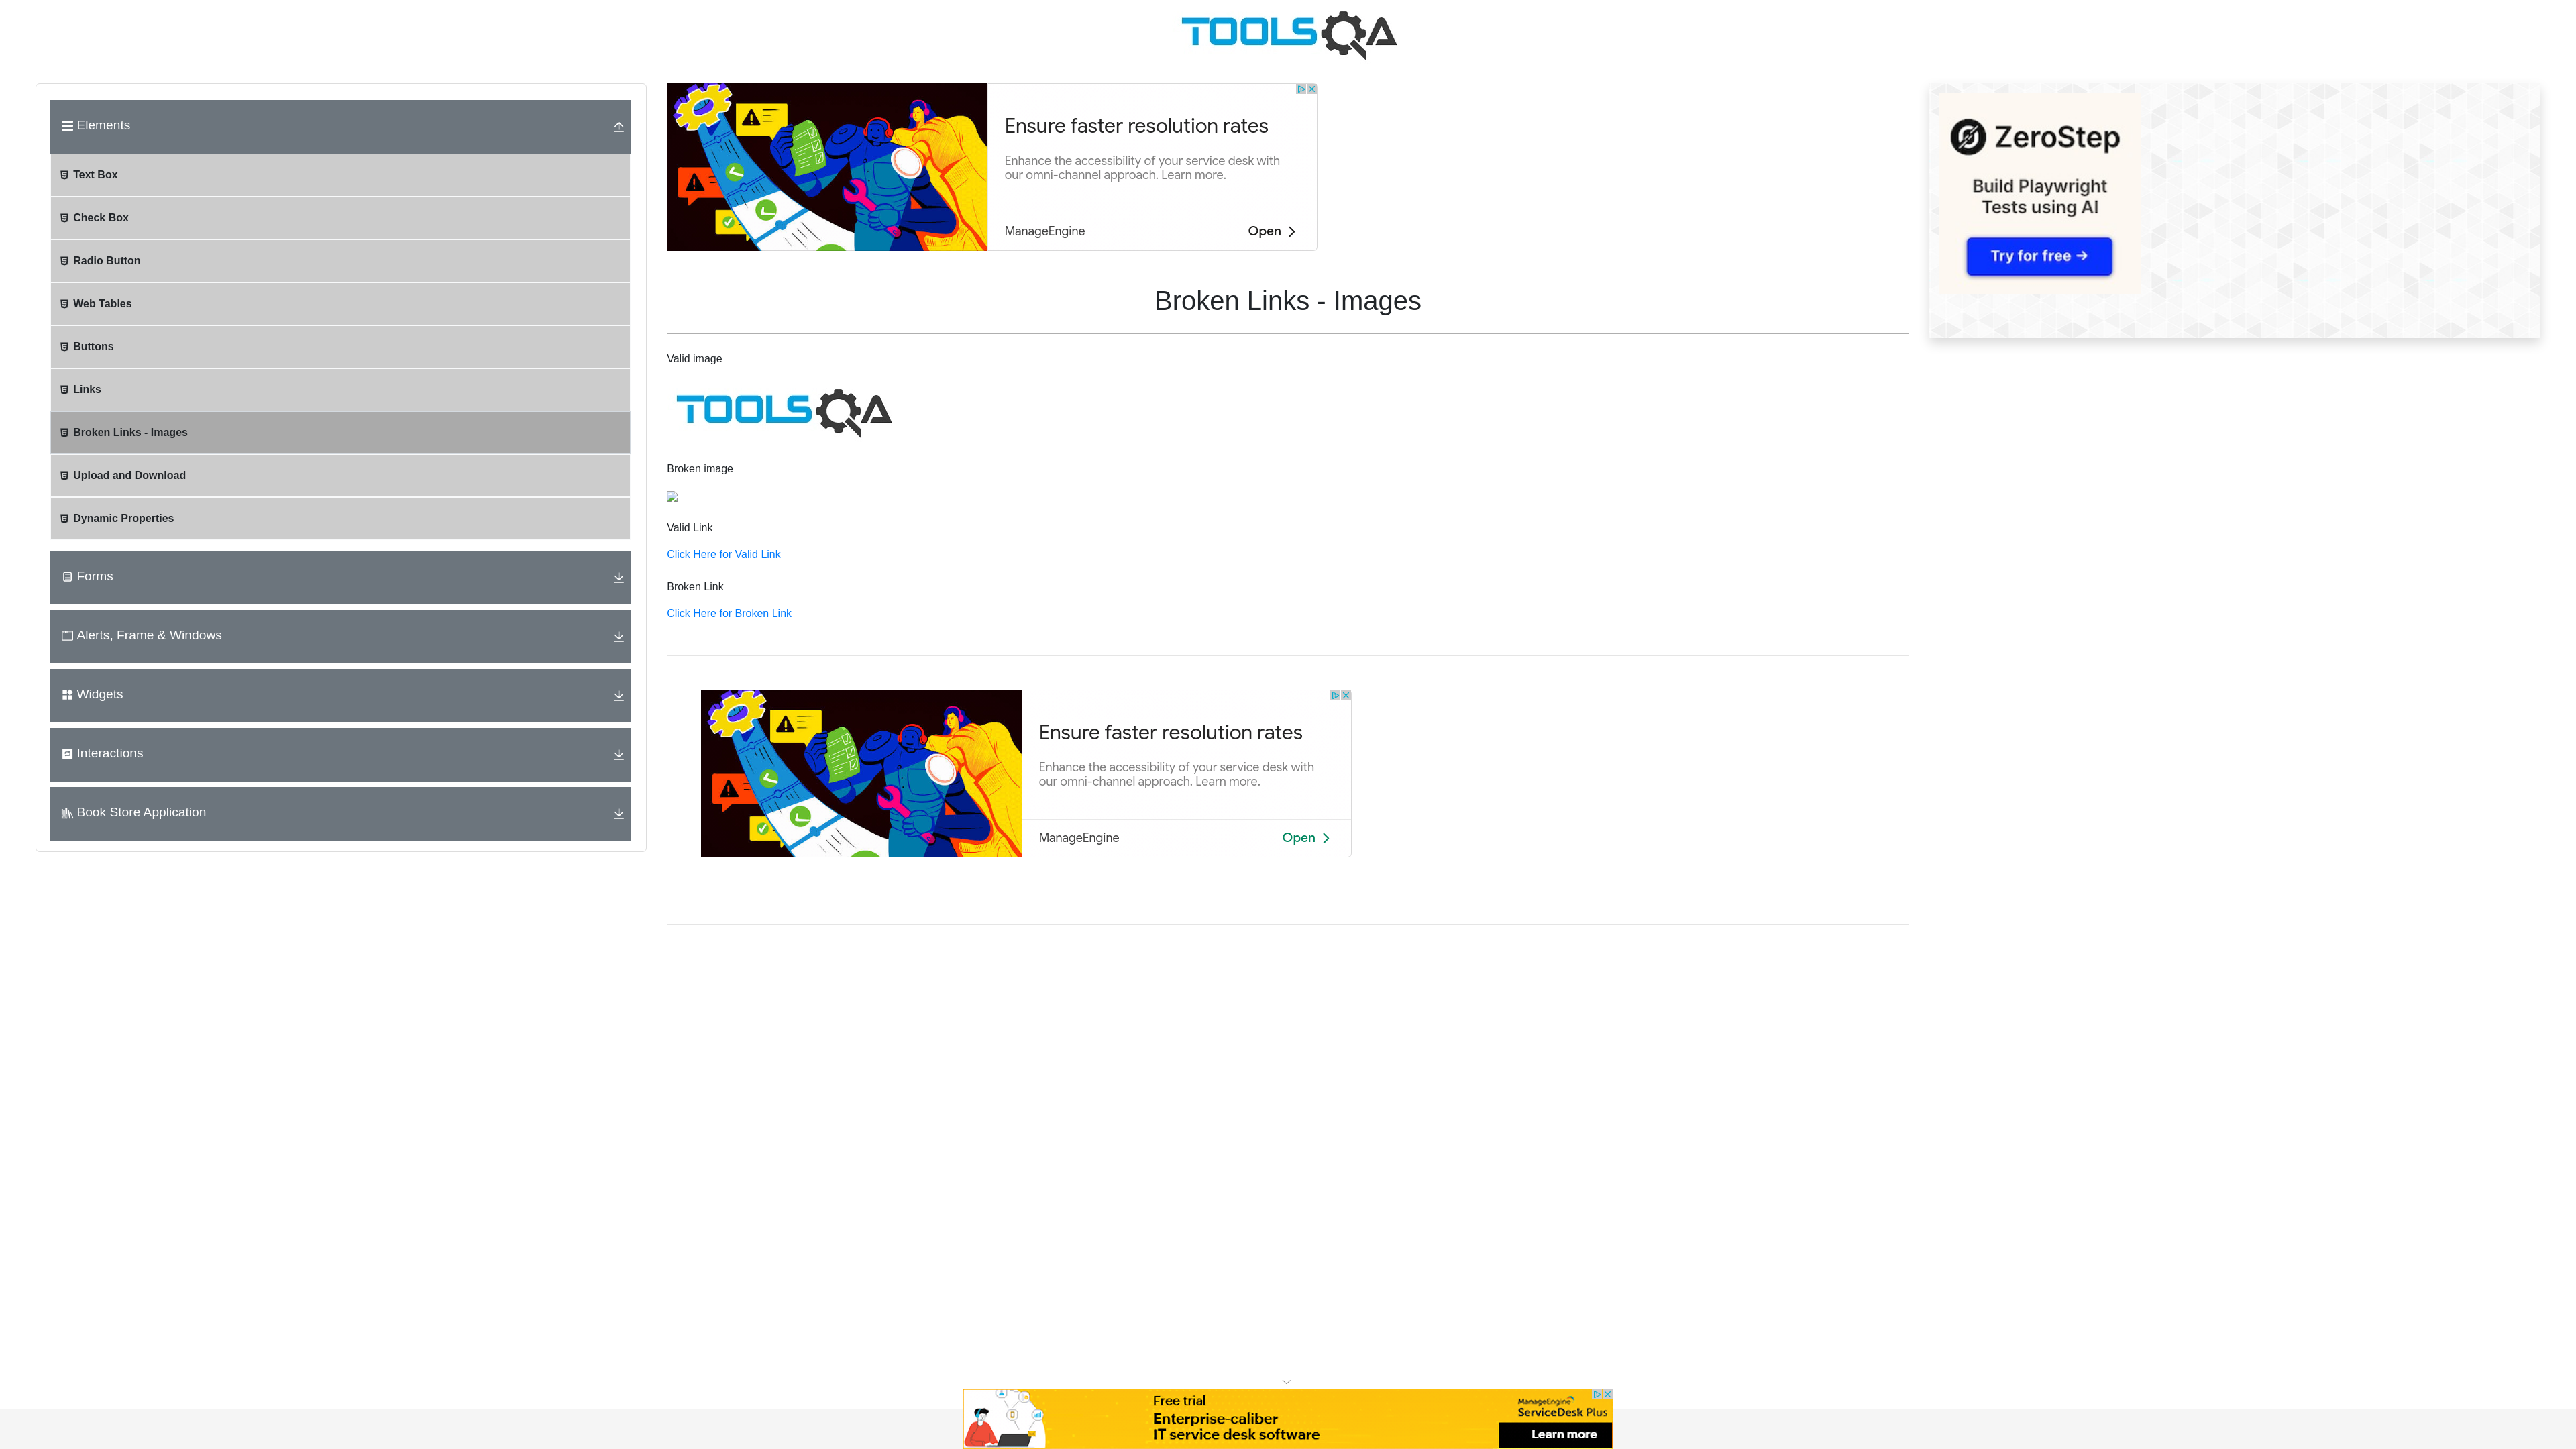 TOOLSQA
Elements
Text Box
Check Box
Radio Button
Web Tables
Buttons
Links
Broken Links - Images
Upload and Download
Dynamic Properties
Forms
Alerts, Frame & Windows
Widgets
Interactions
Book Store Application
Ensure faster resolution rates
Enhance the accessibility of your service desk with
our omni-channel approach. Learn more.
ManageEngine
Open
Broken Links - Images
Valid image
TOOLSQA
Broken image
Valid Link
Click Here for Valid Link
Broken Link
Click Here for Broken Link
Ensure faster resolution rates
Enhance the accessibility of your service desk with
our omni-channel approach. Learn more.
ManageEngine
Open
ZeroStep
Build Playwright
Tests using AI
Try for free →
Free trial
Enterprise-caliber
IT service desk software
ManageEngine
ServiceDesk Plus
Learn more